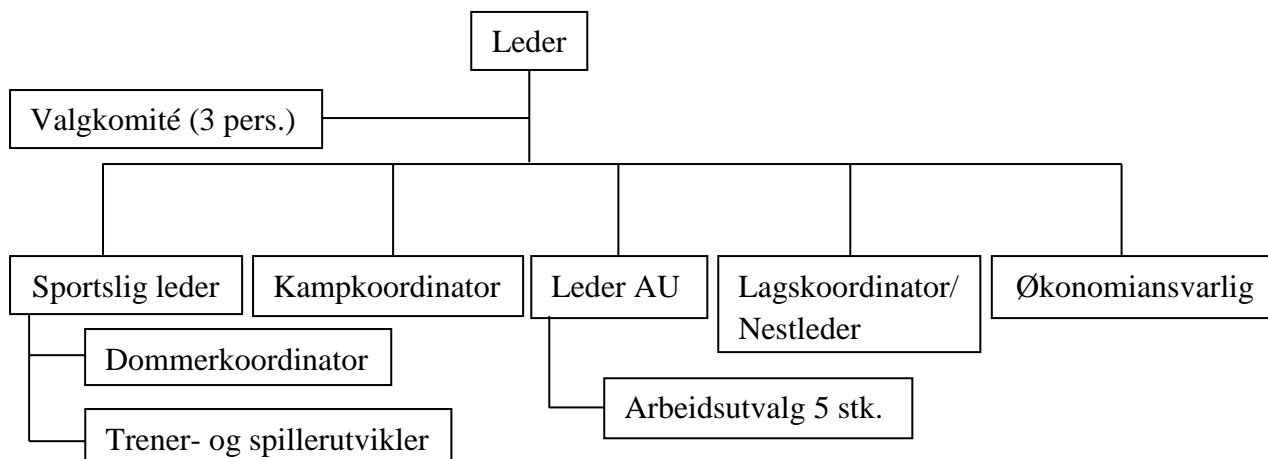 Leder
Valgkomité (3 pers.)
Sportslig leder
Kampkoordinator
Leder AU
Lagskoordinator/
Nestleder
Økonomiansvarlig
Dommerkoordinator
Arbeidsutvalg 5 stk.
Trener- og spillerutvikler